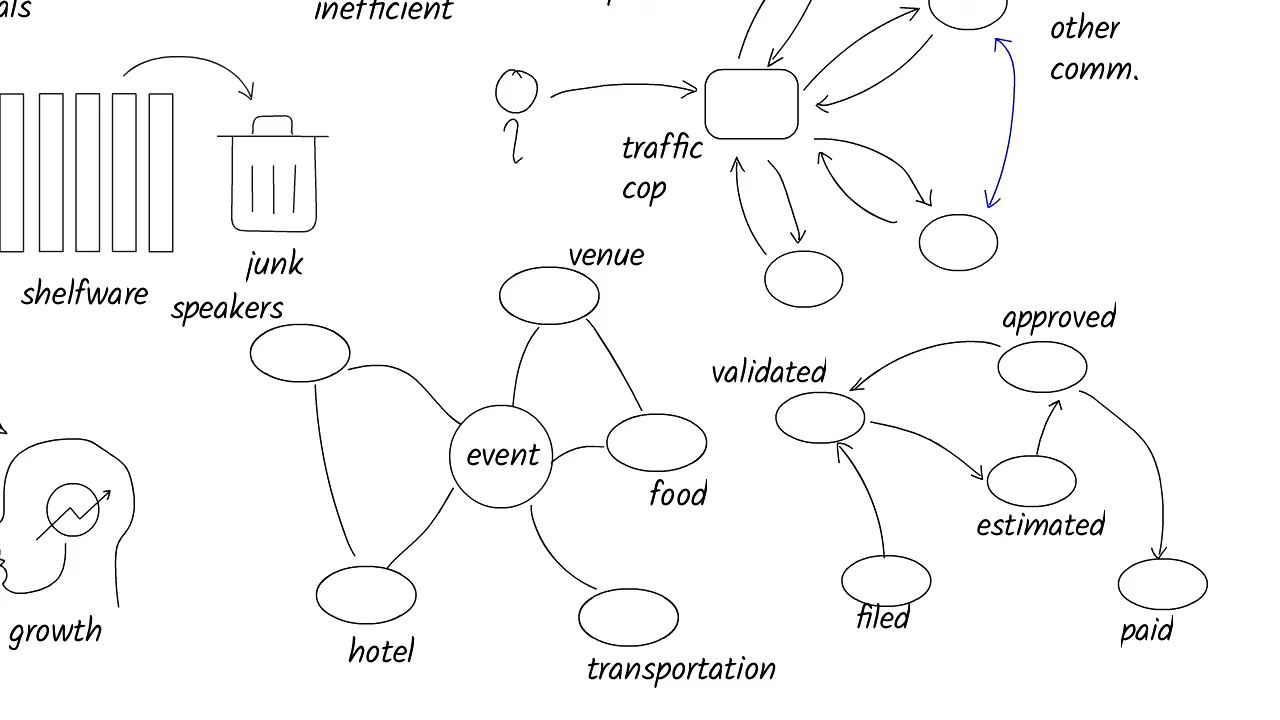 als
inefficient
other
comm.
traffic
cop
junk
shelfware
speakers
venue
event
food
hotel
transportation
approved
validated
estimated
filed
paid
growth